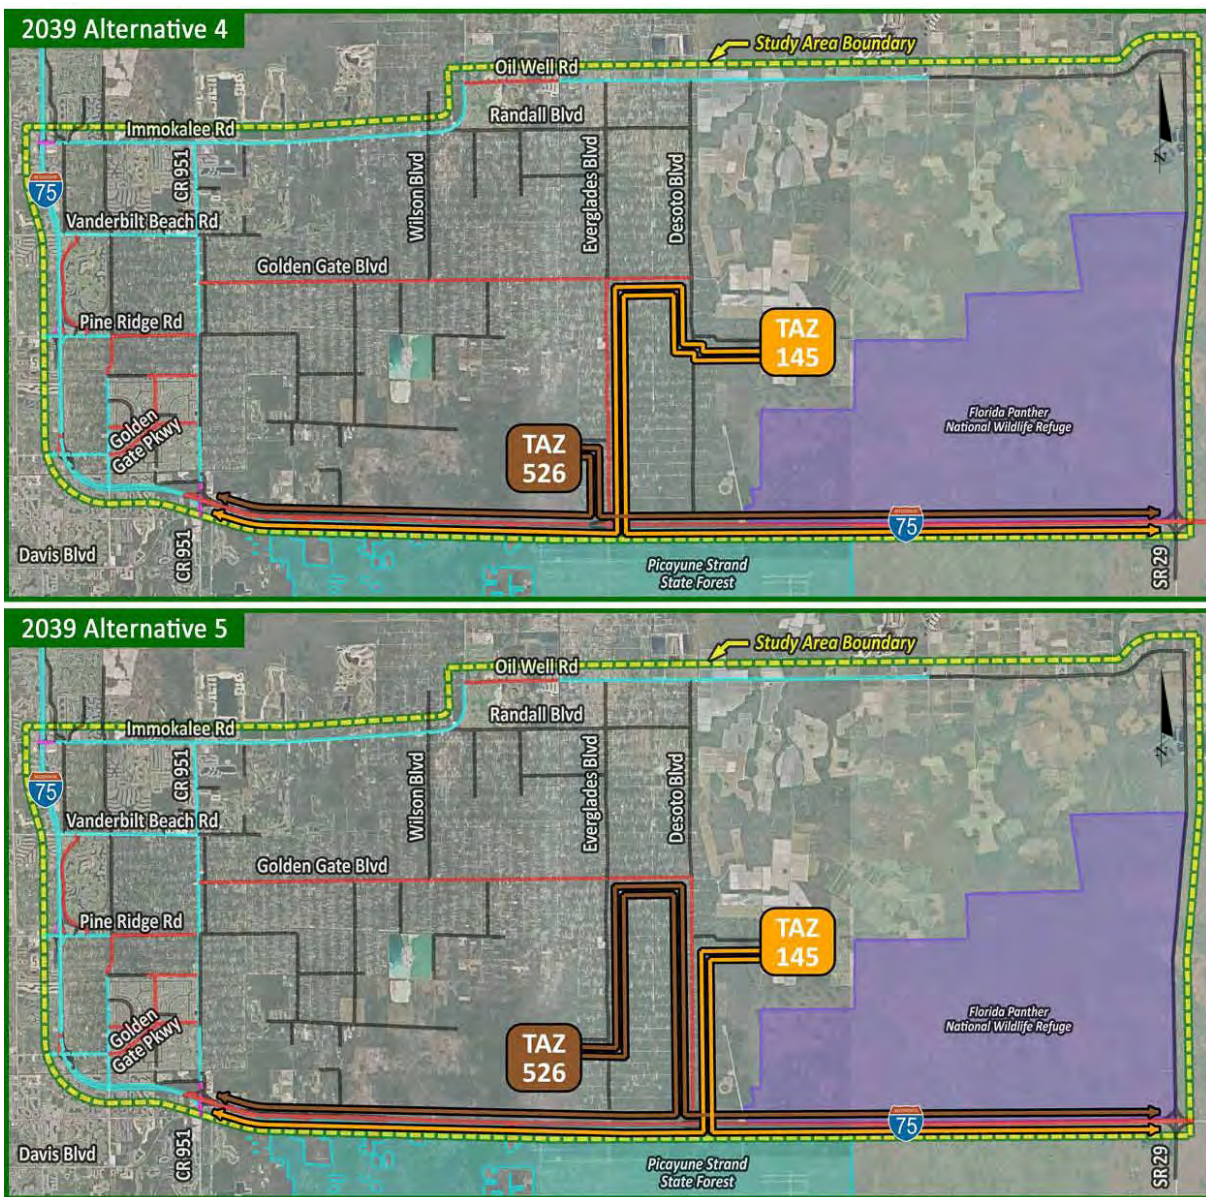 2039 Alternative 4
Study Area Boundary
Oil Well Rd
Immokalee Rd
Randall Blvd
CR 951
75
Vanderbilt Beach Rd
Wilson Blvd
Everglades Blvd
Desoto Blvd
Golden Gate Blvd
Pine Ridge Rd
TAZ
145
Golden
Gate Pkwy
TAZ
526
Florida Panther
National Wildlife Refuge
75
Davis Blvd
CR 951
Picayune Strand
State Forest
SR 29
N
2039 Alternative 5
Study Area Boundary
Oil Well Rd
Immokalee Rd
Randall Blvd
CR 951
75
Vanderbilt Beach Rd
Wilson Blvd
Everglades Blvd
Desoto Blvd
Golden Gate Blvd
Pine Ridge Rd
TAZ
145
Golden
Gate Pkwy
TAZ
526
Florida Panther
National Wildlife Refuge
75
Davis Blvd
CR 951
Picayune Strand
State Forest
SR 29
N